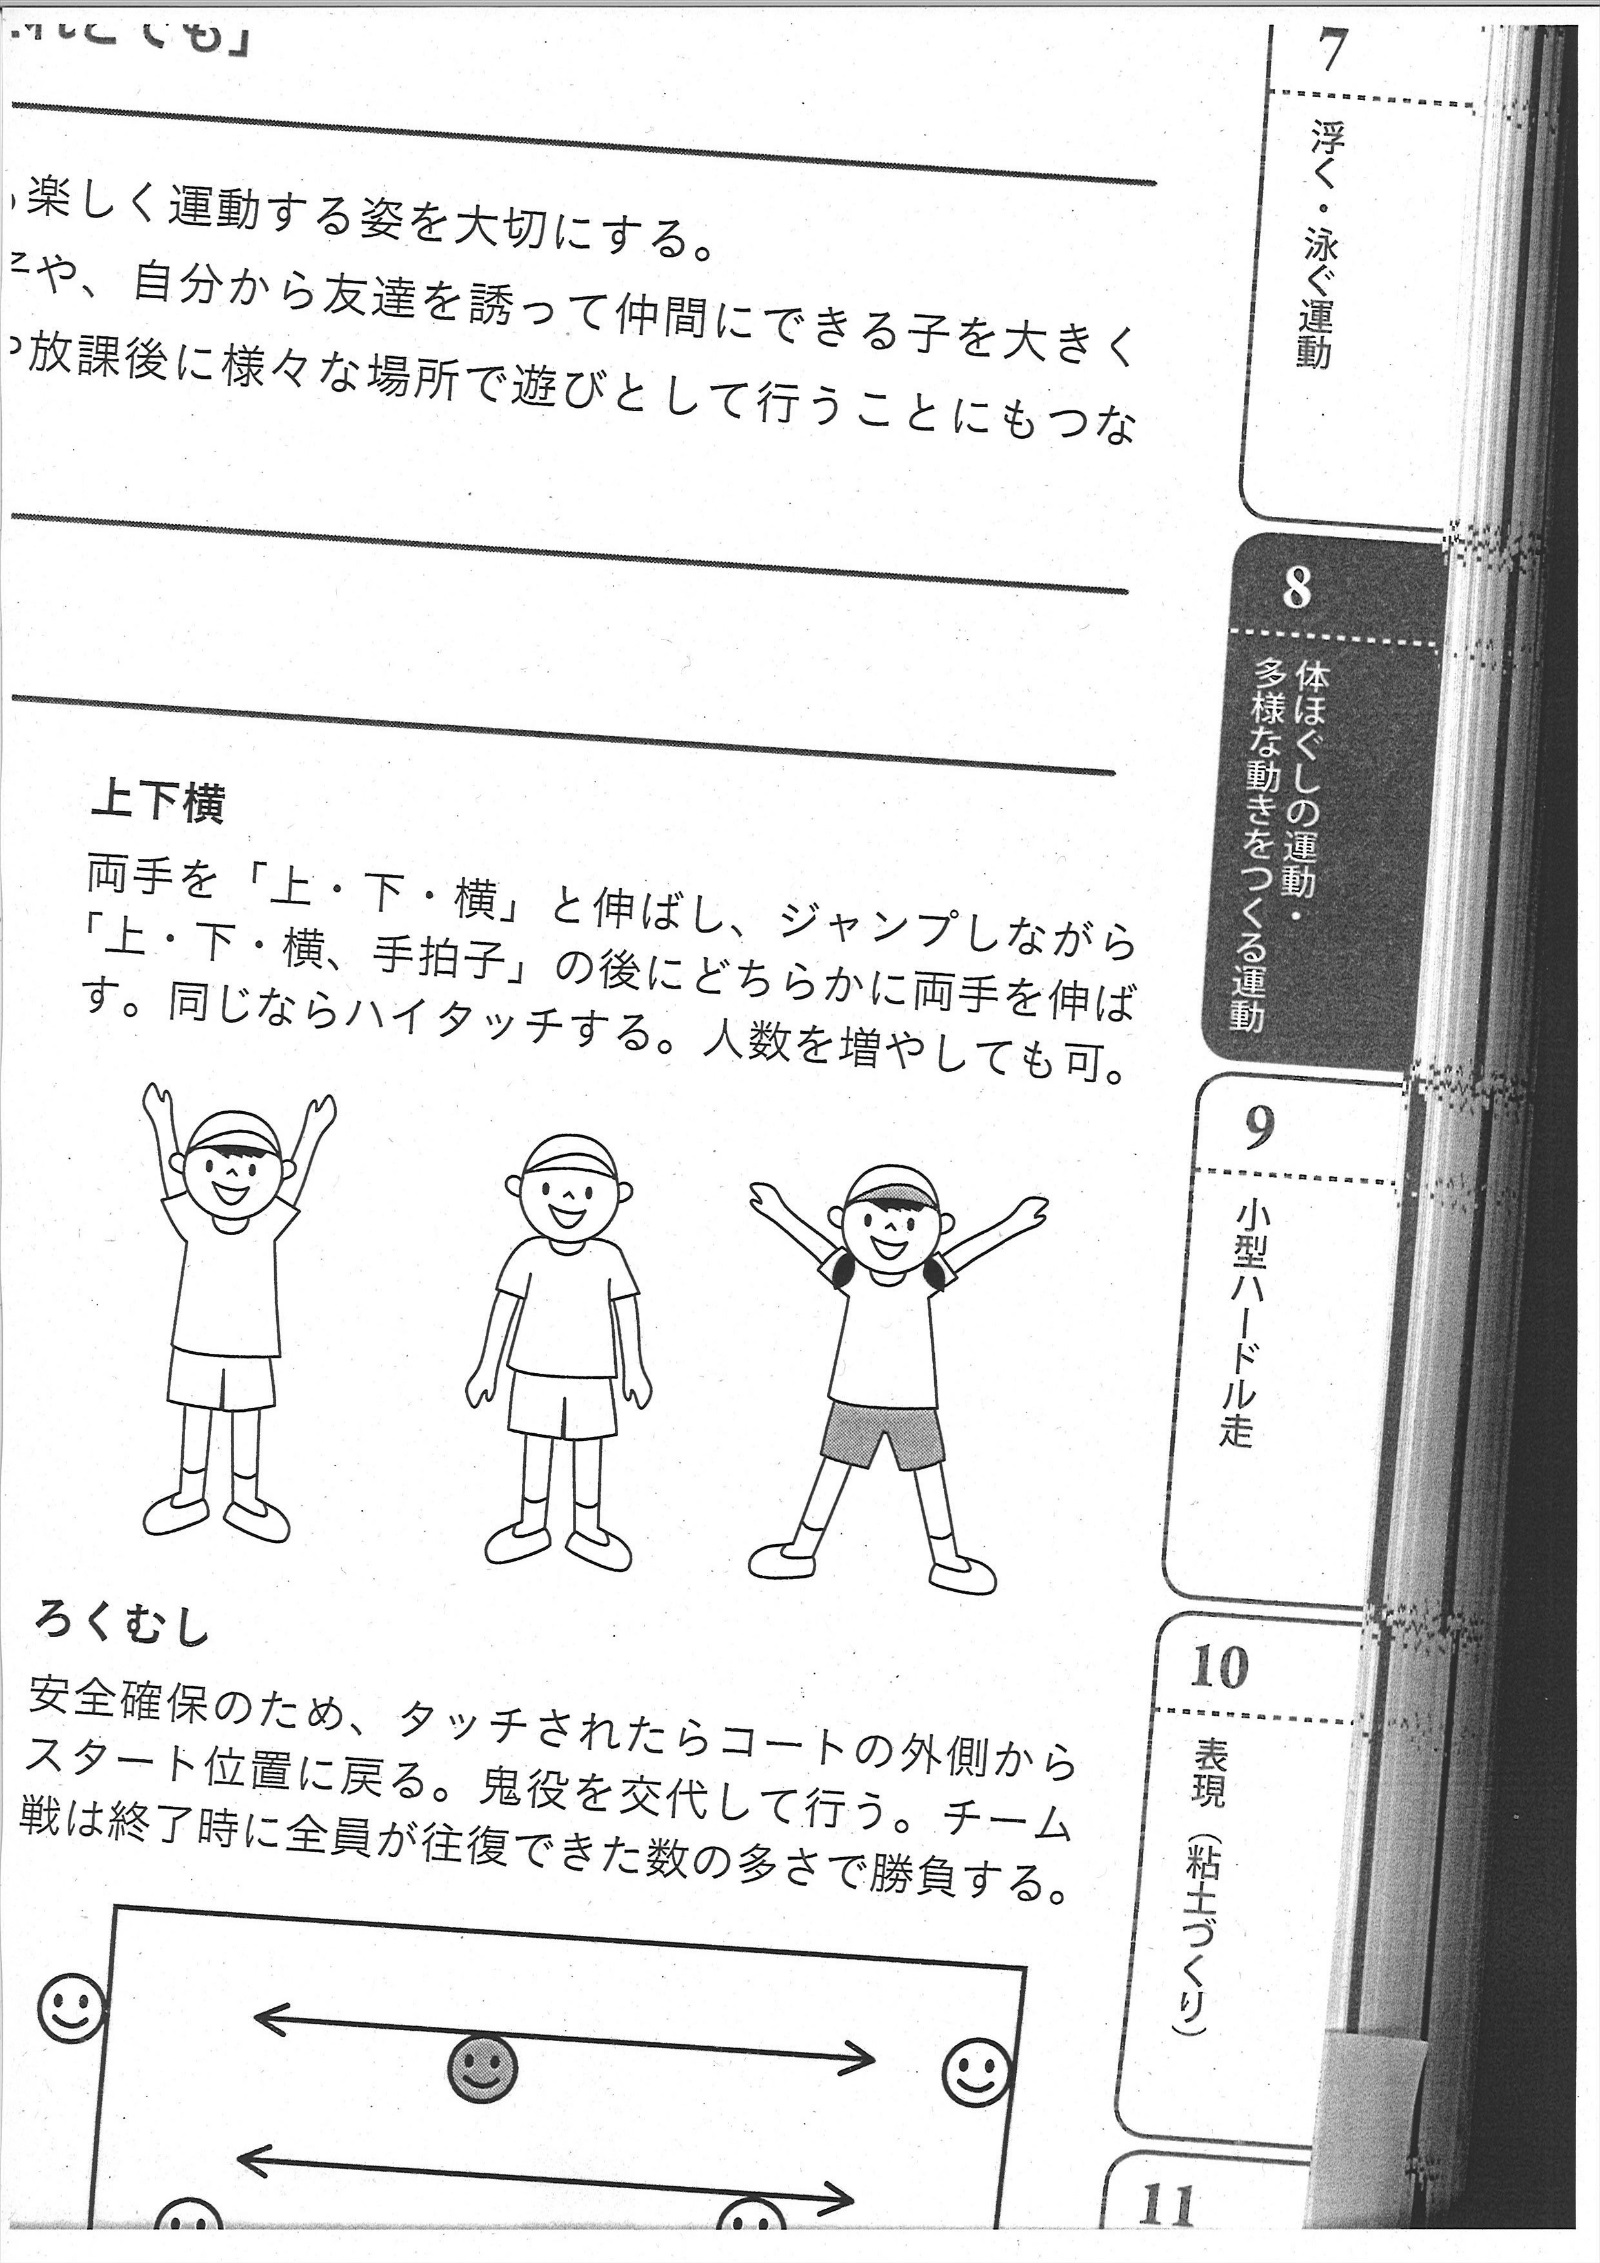 楽しく運動する姿を大切にする。
や、自分から友達を誘って仲間にできる子を大きく
放課後に様々な場所で遊びとして行うことにもつな
上下横
両手を「上・下・横」と伸ばし、ジャンプしながら
「上・下・横、手拍子」の後にどちらかに両手を伸ば
す。同じならハイタッチする。人数を増やしても可。
ろくむし
安全確保のため、タッチされたらコートの外側から
スタート位置に戻る。鬼役を交代して行う。チーム
戦は終了時に全員が往復できた数の多さで勝負する。
7
浮く・泳ぐ運動
8
体ほぐしの運動・
多様な動きをつくる運動
9
小型ハードル走
10
表現（粘土づくり）
11